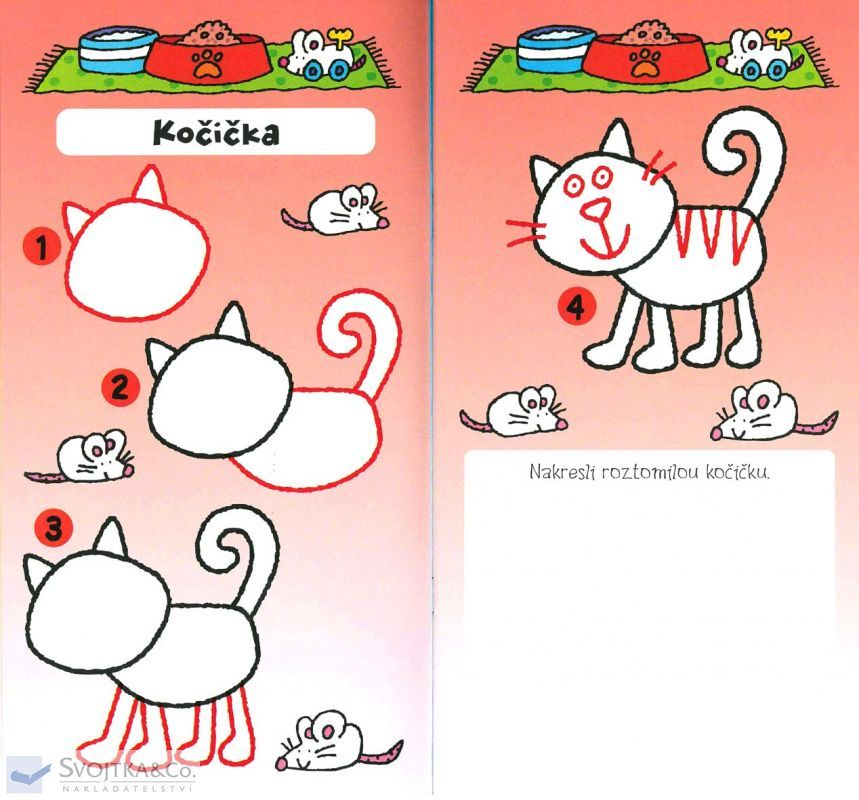 Kočička
1
2
3
4
Nakresli roztomilou kočičku.
SVOJTKA&CO.
NAKLADATELSTVÍ